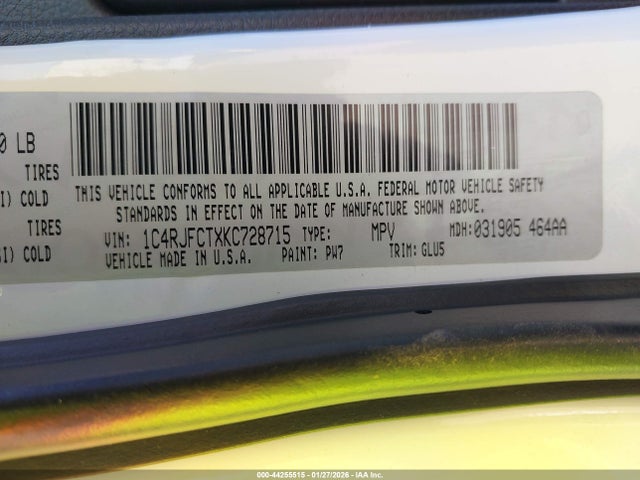 0 LB
TIRES
I) COLD
TIRES
I) COLD
THIS VEHICLE CONFORMS TO ALL APPLICABLE U.S.A. FEDERAL MOTOR VEHICLE SAFETY
STANDARDS IN EFFECT ON THE DATE OF MANUFACTURE SHOWN ABOVE.
VIN: 1C4RJFCTXKC728715 TYPE: MPV MDH:031905 464AA
VEHICLE MADE IN U.S.A. PAINT: PW7 TRIM: GLU5
000-44255515 - 01/27/2026 - IAA Inc.